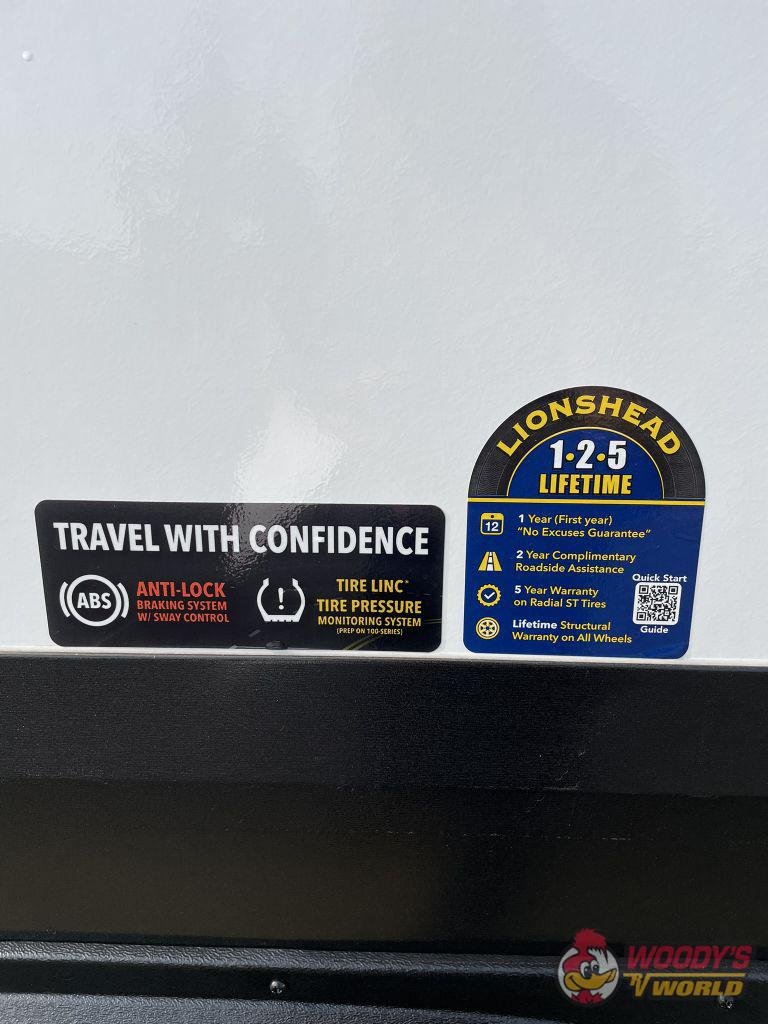 TRAVEL WITH CONFIDENCE
ABS
ANTI-LOCK
BRAKING SYSTEM
W/ SWAY CONTROL
!
TIRE LINC
TIRE PRESSURE
MONITORING SYSTEM
(PREP ON 100-SERIES)
LIONSHEAD
1•2•5
LIFETIME
12
1 Year (First year)
"No Excuses Guarantee"
2 Year Complimentary
Roadside Assistance
5 Year Warranty
on Radial ST Tires
Lifetime Structural
Warranty on All Wheels
Quick Start
Guide
WOODY'S
RV WORLD